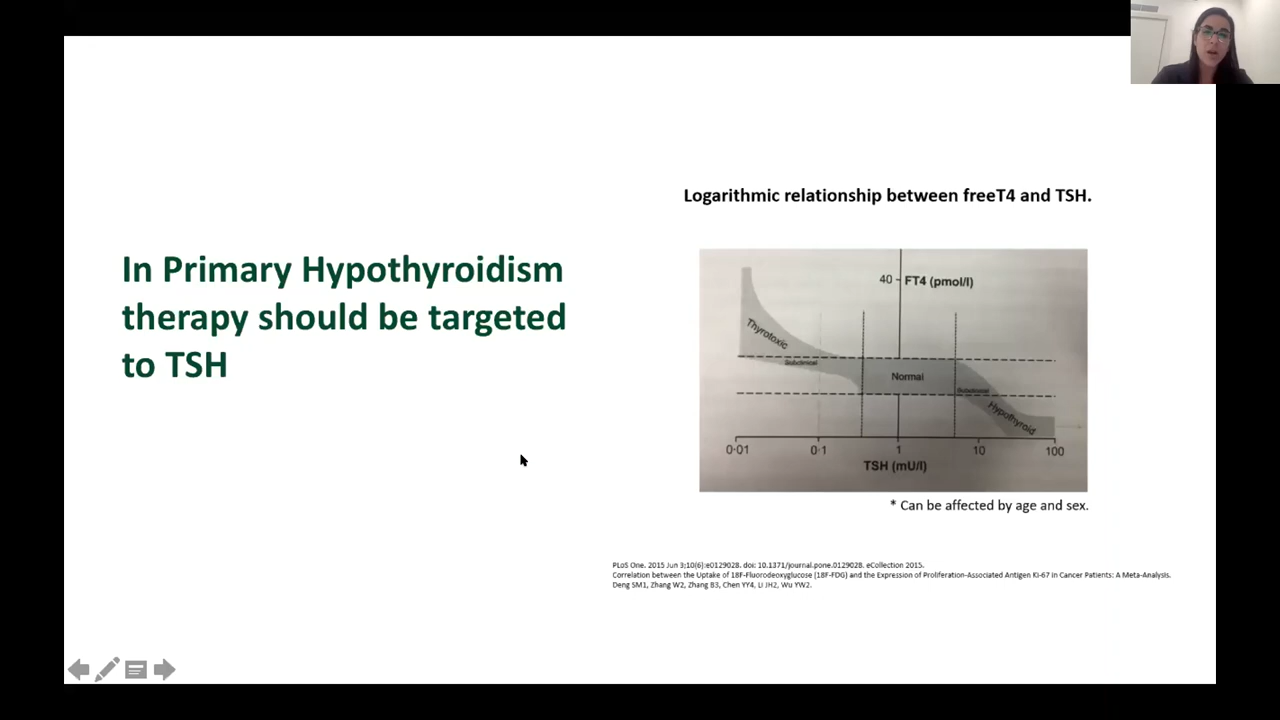 In Primary Hypothyroidism
therapy should be targeted
to TSH
Logarithmic relationship between freeT4 and TSH.
40
FT4 (pmol/l)
Thyrotoxic
Subclinical
Normal
Subclinical
Hypothyroid
0·01
0·1
1
10
100
TSH (mU/l)
* Can be affected by age and sex.
PLoS One. 2015 Jun 3;10(6):e0129028. doi: 10.1371/journal.pone.0129028. eCollection 2015.
Correlation between the Uptake of 18F-Fluorodeoxyglucose (18F-FDG) and the Expression of Proliferation-Associated Antigen Ki-67 in Cancer Patients: A Meta-Analysis.
Deng SM1, Zhang W2, Zhang B3, Chen YY4, Li JH2, Wu YW2.